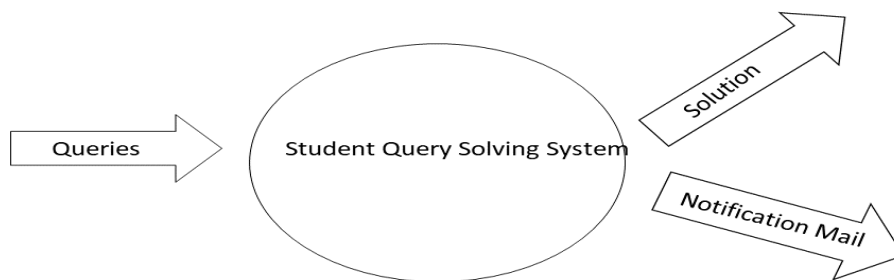 Solution
Queries
Student Query Solving System
Notification Mail